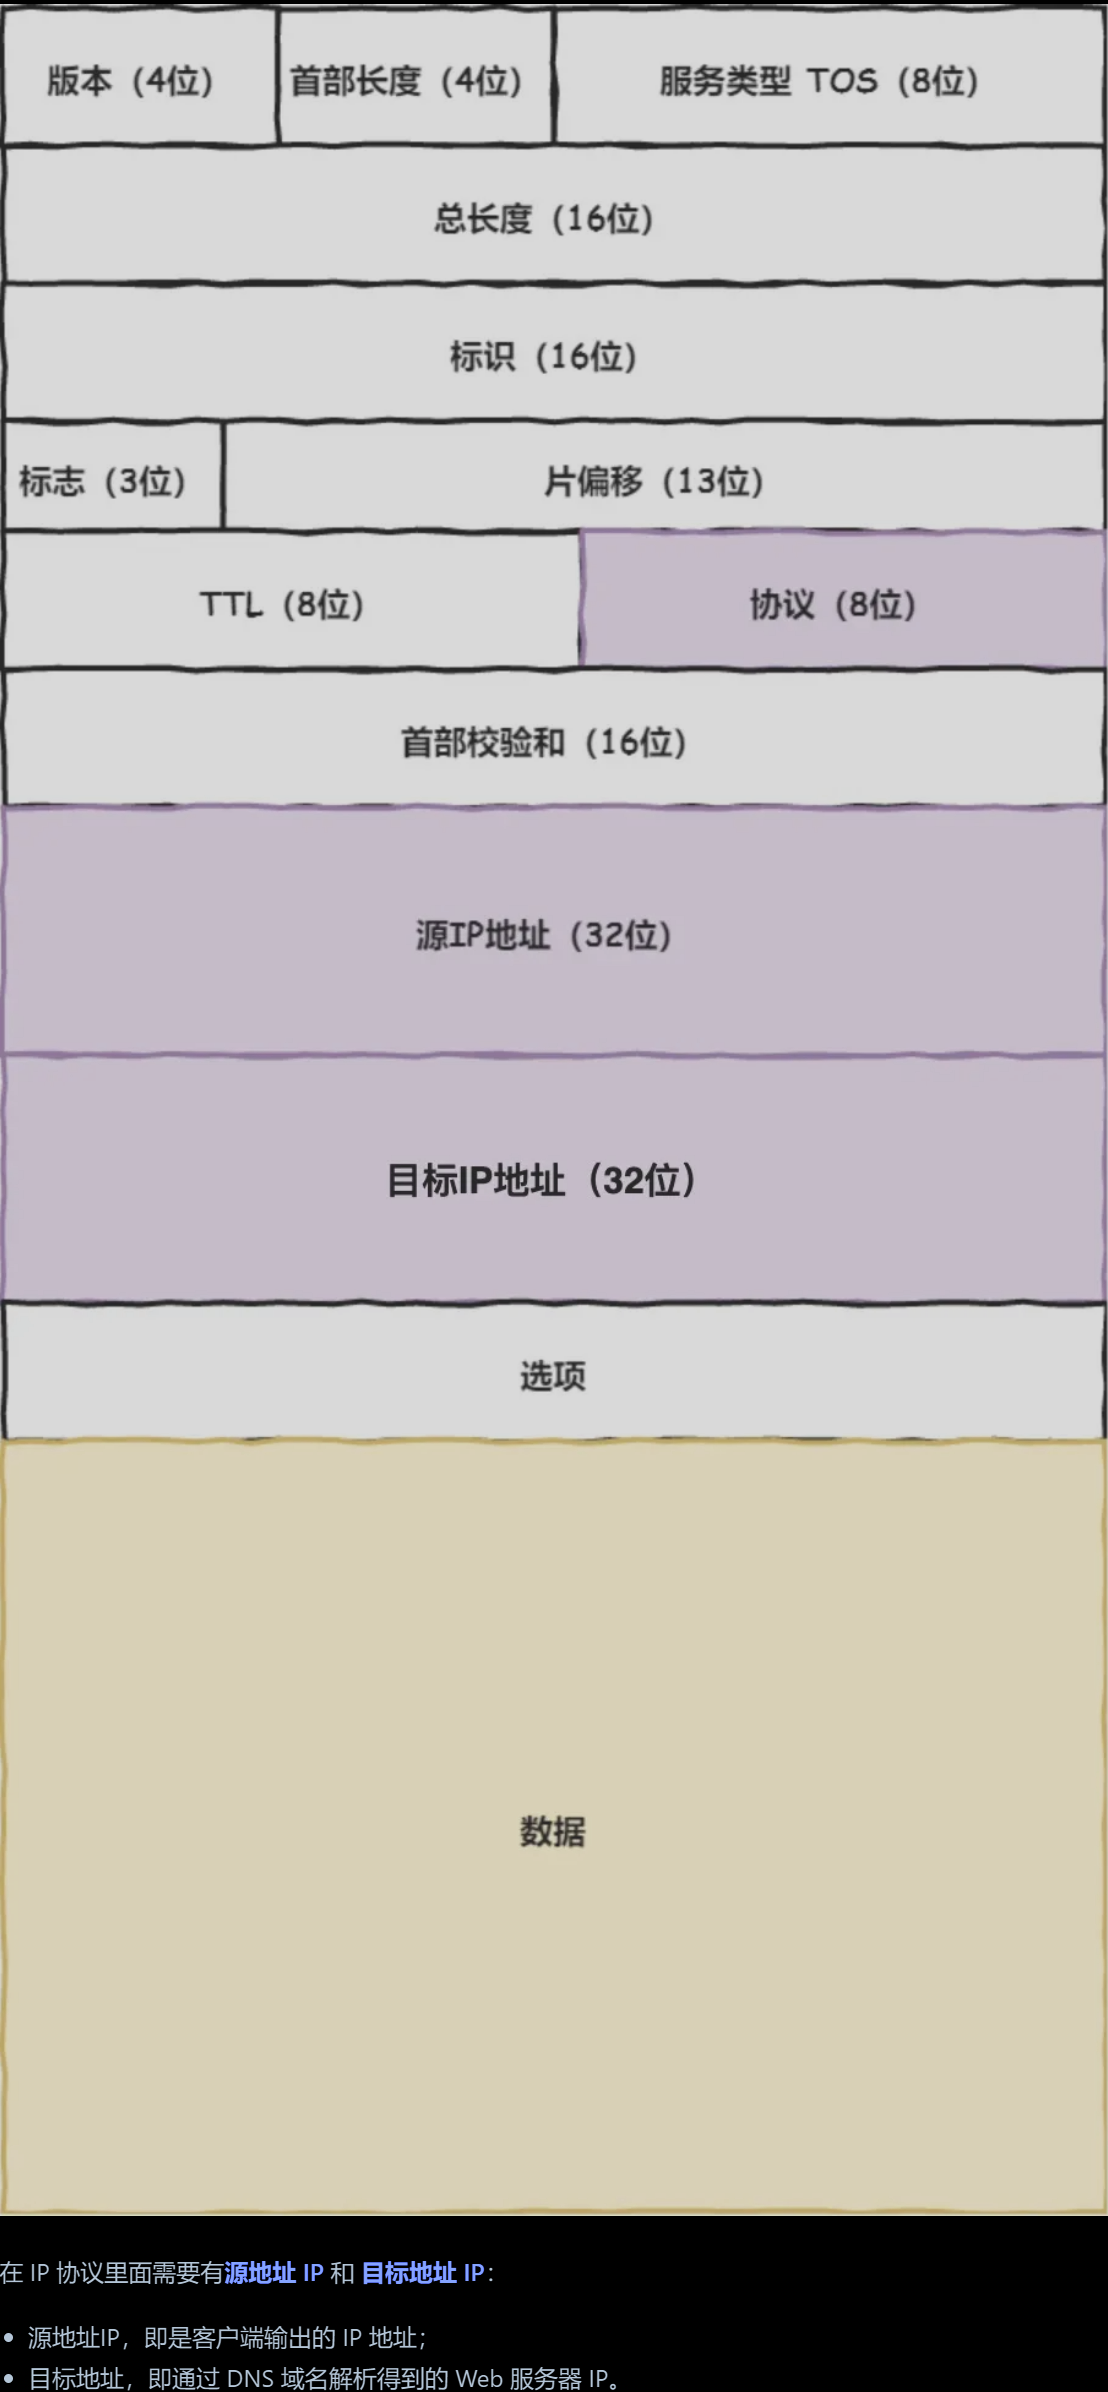 版本（4位） 首部长度（4位） 服务类型 TOS（8位）
总长度（16位）
标识（16位）
标志（3位） 片偏移（13位）
TTL（8位） 协议（8位）
首部校验和（16位）
源IP地址（32位）
目标IP地址（32位）
选项
数据
在 IP 协议里面需要有源地址 IP 和 目标地址 IP：
• 源地址IP，即是客户端输出的 IP 地址；
• 目标地址，即通过 DNS 域名解析得到的 Web 服务器 IP。